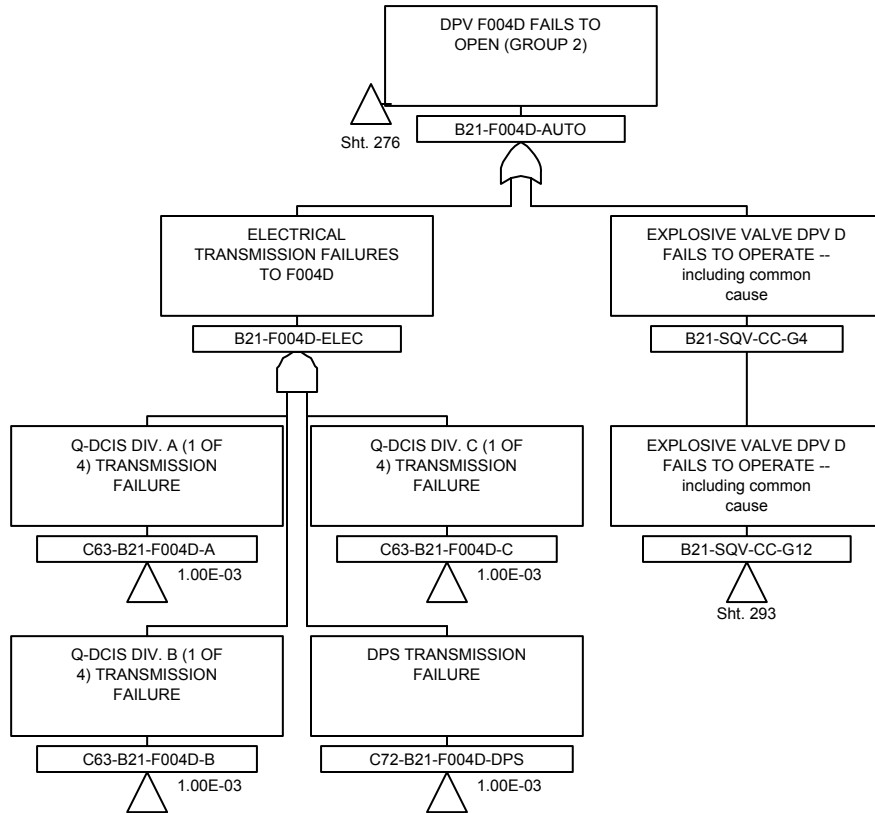 DPV F004D FAILS TO
OPEN (GROUP 2)
Sht. 276
B21-F004D-AUTO
ELECTRICAL
TRANSMISSION FAILURES
TO F004D
B21-F004D-ELEC
EXPLOSIVE VALVE DPV D
FAILS TO OPERATE --
including common
cause
B21-SQV-CC-G4
Q-DCIS DIV. A (1 OF
4) TRANSMISSION
FAILURE
C63-B21-F004D-A
1.00E-03
Q-DCIS DIV. C (1 OF
4) TRANSMISSION
FAILURE
C63-B21-F004D-C
1.00E-03
EXPLOSIVE VALVE DPV D
FAILS TO OPERATE --
including common
cause
B21-SQV-CC-G12
Sht. 293
Q-DCIS DIV. B (1 OF
4) TRANSMISSION
FAILURE
C63-B21-F004D-B
1.00E-03
DPS TRANSMISSION
FAILURE
C72-B21-F004D-DPS
1.00E-03